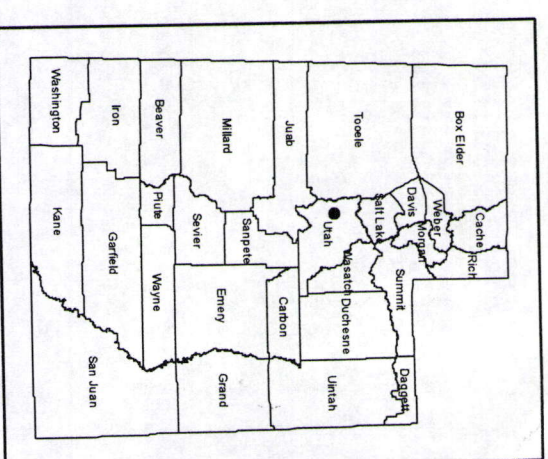 Box Elder
Cache
Rich
Weber
Davis
Morgan
Summit
Daggett
Tooele
Salt Lake
Utah
Wasatch
Duchesne
Uintah
Juab
Sanpete
Carbon
Millard
Sevier
Emery
Grand
Beaver
Piute
Wayne
Iron
Garfield
San Juan
Washington
Kane